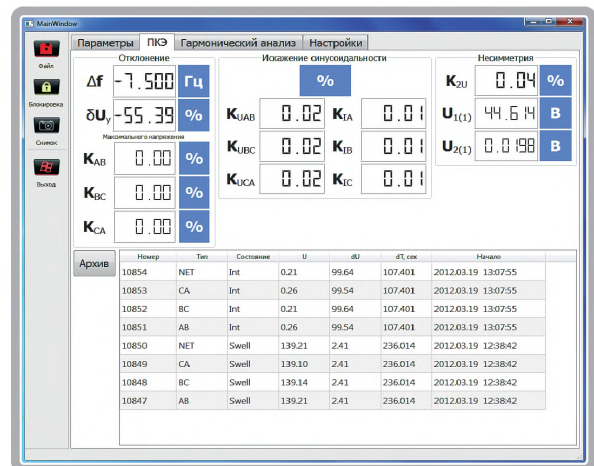 MainWindow
Файл
Блокировка
Снимок
Выход
Параметры ПКЭ Гармонический анализ Настройки
Отклонение
Δf -7.500 Гц
δUy -55.39 %
Максимального напряжения
KAB 0.00 %
KBC 0.00 %
KCA 0.00 %
Искажение синусоидальности
%
KUAB 0.02 KIA 0.01
KUBC 0.02 KIB 0.01
KUCA 0.02 KIC 0.01
Несимметрия
K2U 0.04 %
U1(1) 44.614 В
U2(1) 0.0198 В
Архив
Номер Тип Состояние U dU dT, сек Начало
10854 NET Int 0.21 99.64 107.401 2012.03.19 13:07:55
10853 CA Int 0.26 99.54 107.401 2012.03.19 13:07:55
10852 BC Int 0.21 99.64 107.401 2012.03.19 13:07:55
10851 AB Int 0.26 99.54 107.401 2012.03.19 13:07:55
10850 NET Swell 139.21 2.41 236.014 2012.03.19 12:38:42
10849 CA Swell 139.10 2.41 236.014 2012.03.19 12:38:42
10848 BC Swell 139.14 2.41 236.014 2012.03.19 12:38:42
10847 AB Swell 139.21 2.41 236.014 2012.03.19 12:38:42